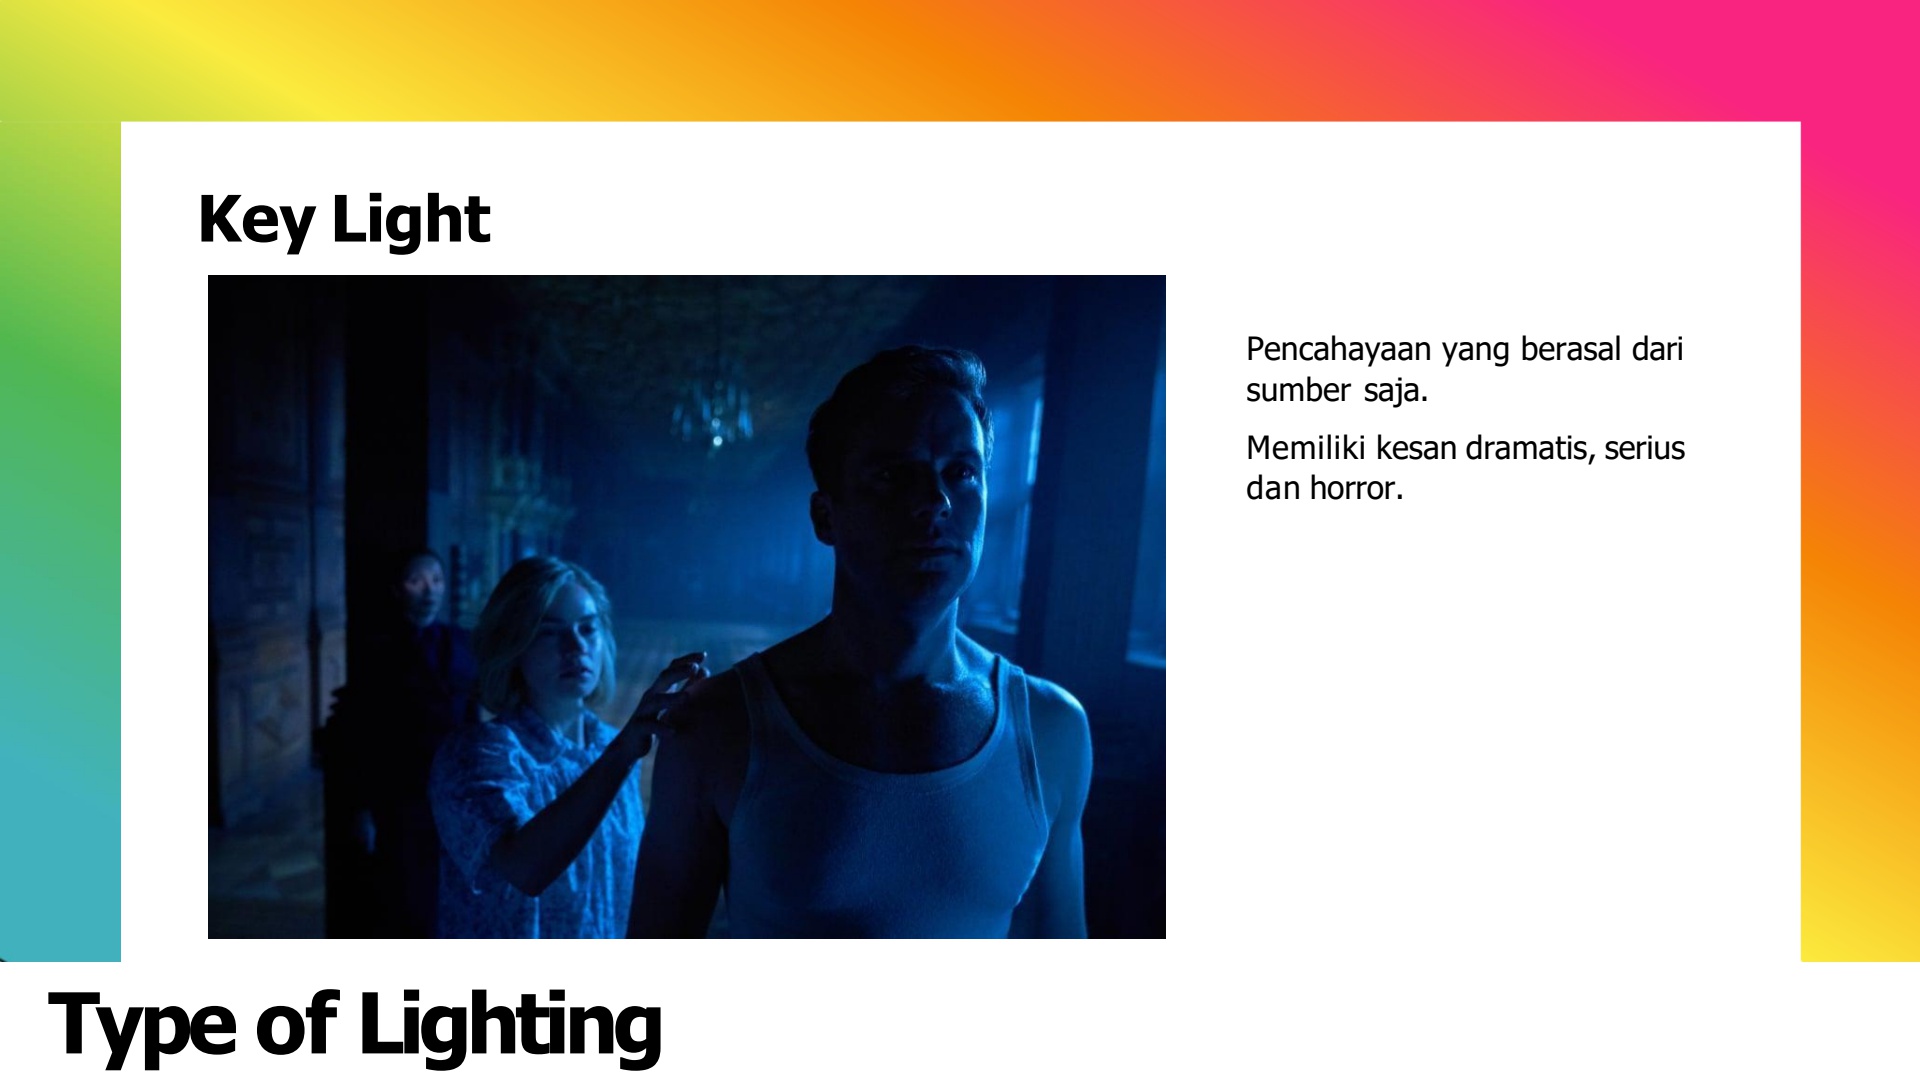 Key Light
Pencahayaan yang berasal dari
sumber saja.
Memiliki kesan dramatis, serius
dan horror.
Type of Lighting